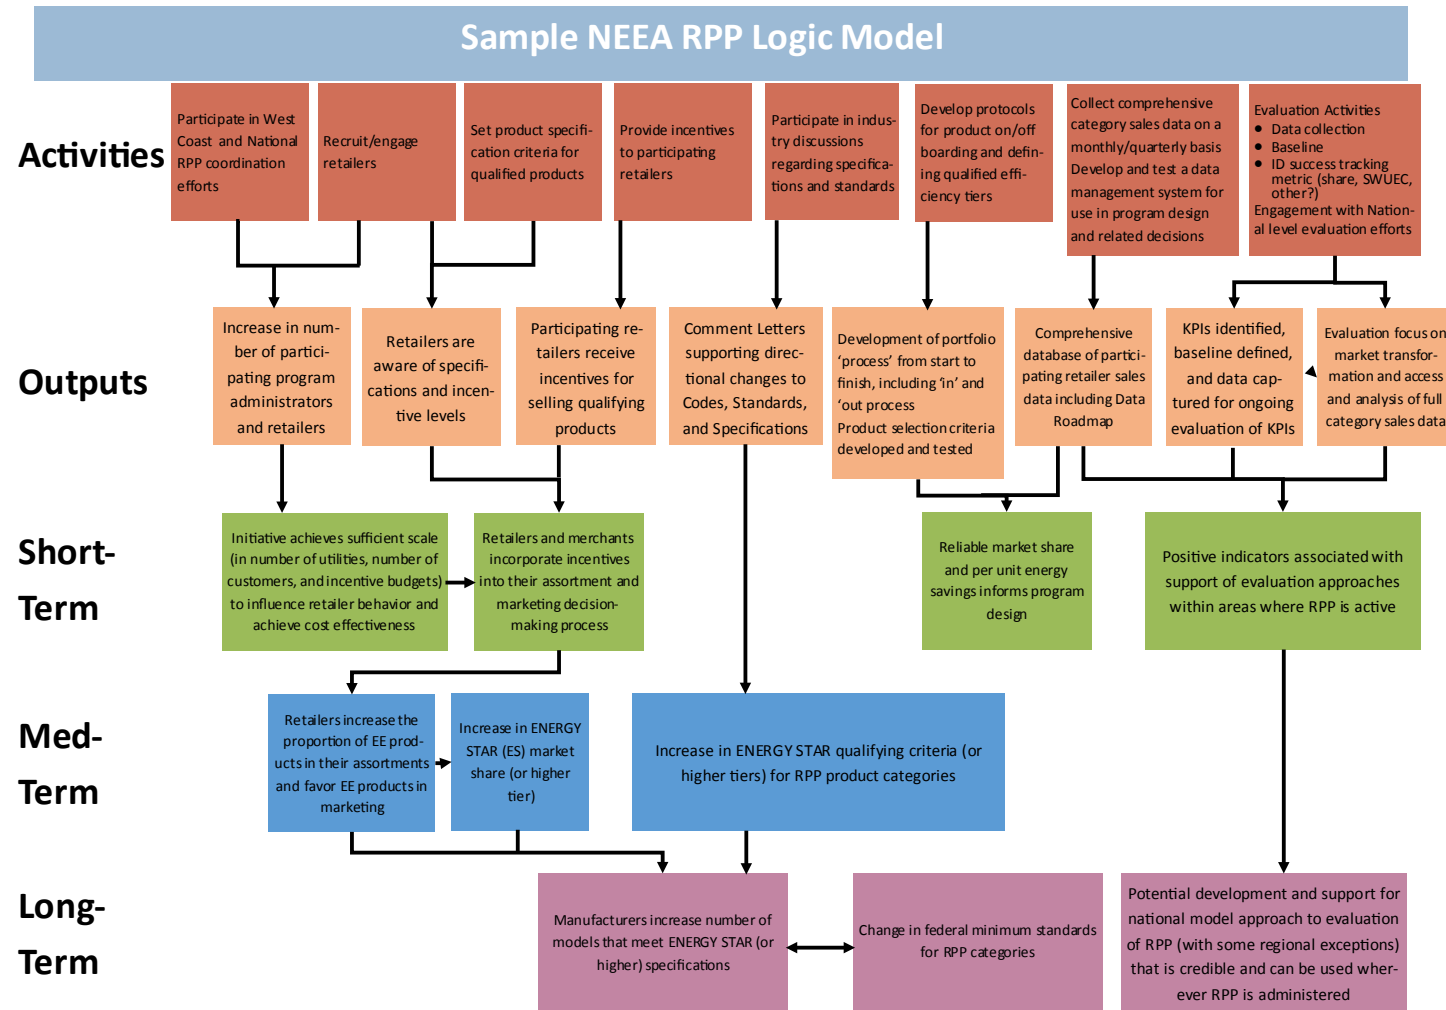 Sample NEEA RPP Logic Model
Activities
Participate in West
Coast and National
RPP coordination
efforts
Recruit/engage
retailers
Set product specifi-
cation criteria for
qualified products
Provide incentives
to participating
retailers
Participate in indus-
try discussions
regarding specifica-
tions and standards
Develop protocols
for product on/off
boarding and defin-
ing qualified effi-
ciency tiers
Collect comprehensive
category sales data on a
monthly/quarterly basis
Develop and test a data
management system for
use in program design
and related decisions
Evaluation Activities
● Data collection
● Baseline
● ID success tracking
metric (share, SWUEC,
other?)
Engagement with Nation-
al level evaluation efforts
Outputs
Increase in num-
ber of partici-
pating program
administrators
and retailers
Retailers are
aware of specifi-
cations and incen-
tive levels
Participating re-
tailers receive
incentives for
selling qualifying
products
Comment Letters
supporting direc-
tional changes to
Codes, Standards,
and Specifications
Development of portfolio
‘process’ from start to
finish, including ‘in’ and
‘out process
Product selection criteria
developed and tested
Comprehensive
database of partici-
pating retailer sales
data including Data
Roadmap
KPIs identified,
baseline defined,
and data cap-
tured for ongoing
evaluation of KPIs
Evaluation focus on
market transfor-
mation and access
and analysis of full
category sales data
Short-
Term
Initiative achieves sufficient scale
(in number of utilities, number of
customers, and incentive budgets)
to influence retailer behavior and
achieve cost effectiveness
Retailers and merchants
incorporate incentives
into their assortment and
marketing decision-
making process
Reliable market share
and per unit energy
savings informs program
design
Positive indicators associated with
support of evaluation approaches
within areas where RPP is active
Med-
Term
Retailers increase the
proportion of EE prod-
ucts in their assortments
and favor EE products in
marketing
Increase in ENERGY
STAR (ES) market
share (or higher
tier)
Increase in ENERGY STAR qualifying criteria (or
higher tiers) for RPP product categories
Long-
Term
Manufacturers increase number of
models that meet ENERGY STAR (or
higher) specifications
Change in federal minimum standards
for RPP categories
Potential development and support for
national model approach to evaluation
of RPP (with some regional exceptions)
that is credible and can be used wher-
ever RPP is administered